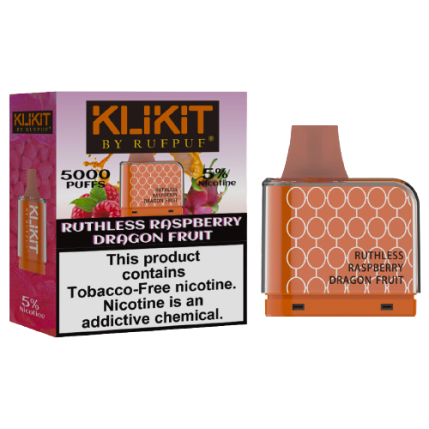 KLiKiT
BY RUFPUF®
5000
PUFFS
5%
Nicotine
RUTHLESS RASPBERRY
DRAGON FRUIT
This product
contains
Tobacco-Free nicotine.
Nicotine is an
addictive chemical.
KLiKiT
BY RUFPUF
KLiKiT
5%
Nicotine
RUTHLESS
RASPBERRY
DRAGON FRUIT
RUTHLESS
RASPBERRY
DRAGON FRUIT